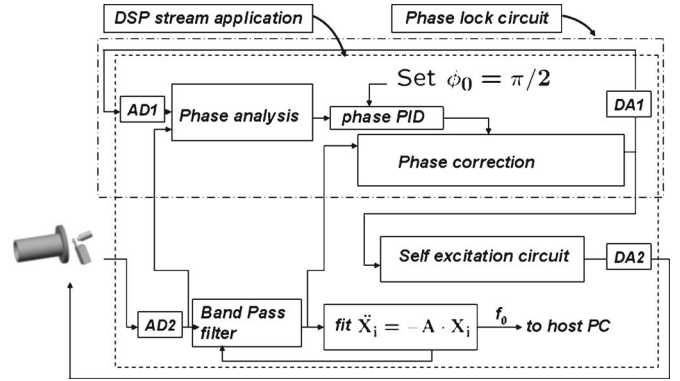 DSP stream application
Phase lock circuit
Set ϕ₀ = π/2
AD1
Phase analysis
phase PID
DA1
Phase correction
Self excitation circuit
DA2
AD2
Band Pass
filter
fit Ẍᵢ = –A · Xᵢ
f₀
to host PC